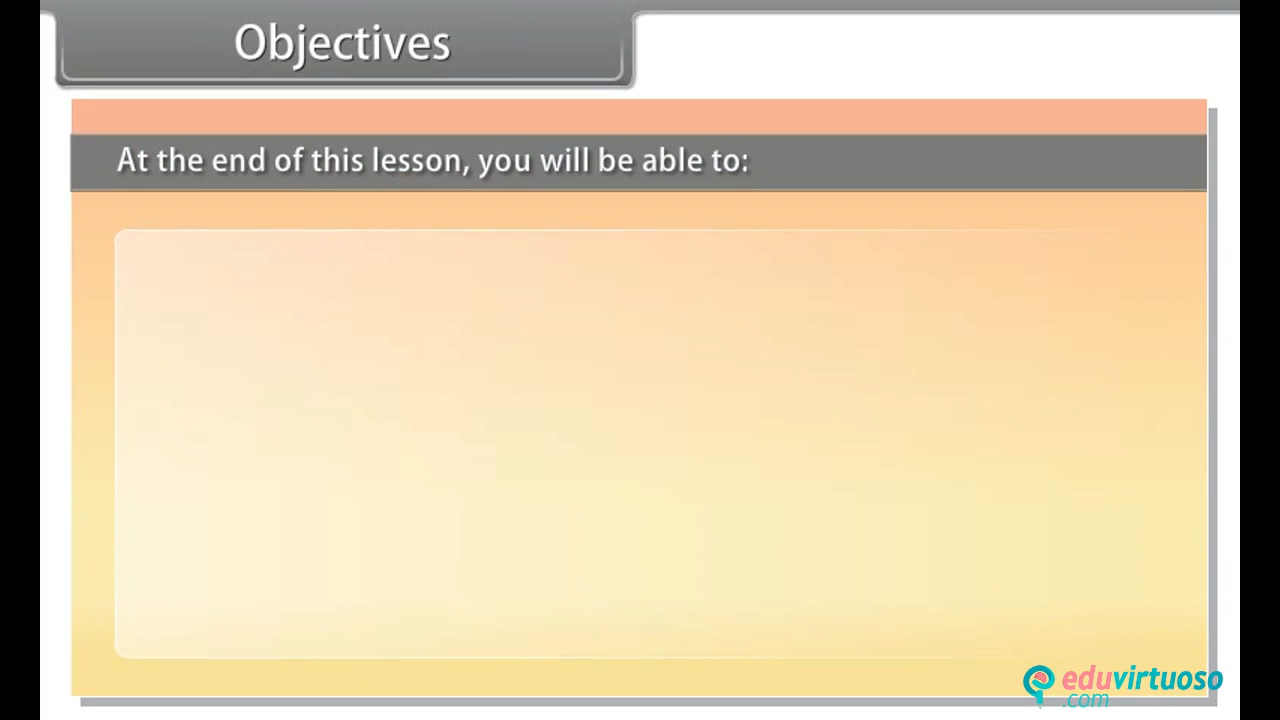 Objectives
At the end of this lesson, you will be able to:
eduvirtuoso
.com